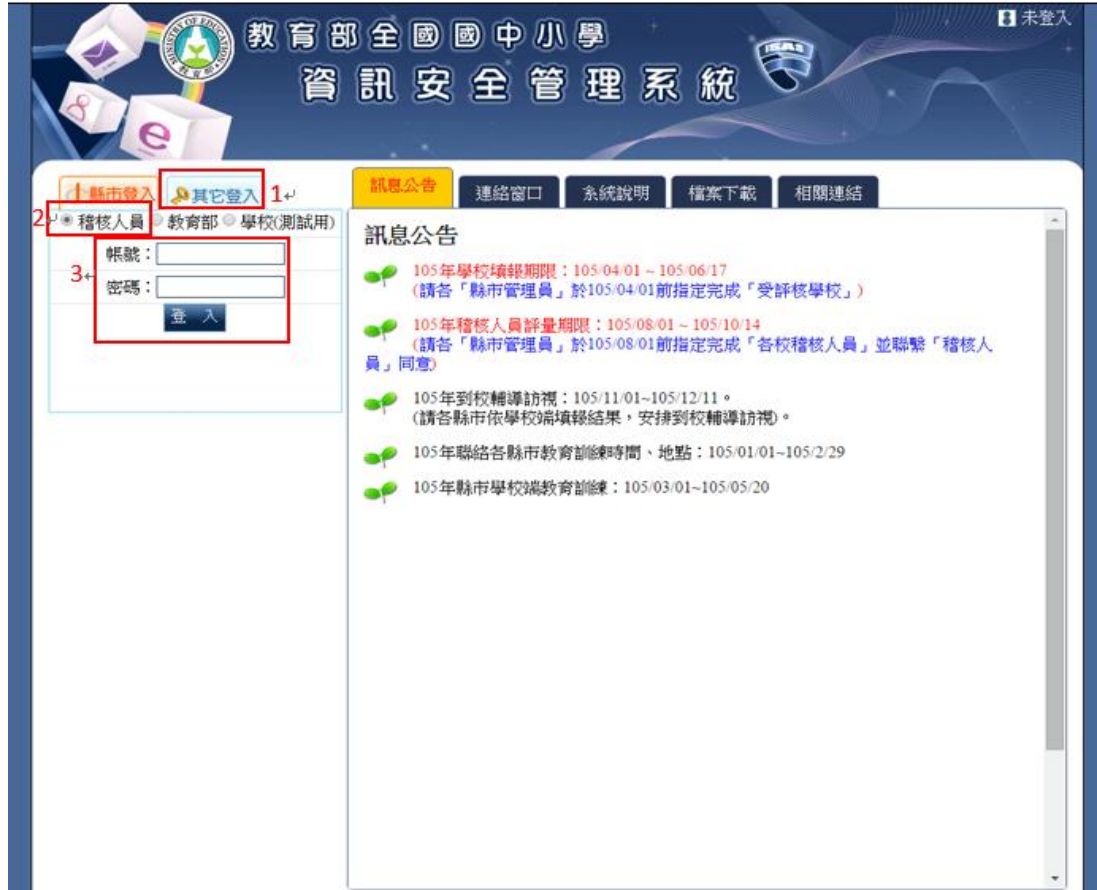 教育部全國國中小學
資訊安全管理系統
MINISTRY OF EDUCATION
ISAS
e
未登入
縣市登入
其它登入
1
2
稽核人員 教育部 學校(測試用)
3
帳號：
密碼：
登 入
訊息公告 連絡窗口 系統說明 檔案下載 相關連結
訊息公告
105年學校填報期限：105/04/01 ~ 105/06/17
(請各「縣市管理員」於105/04/01前指定完成「受評核學校」)
105年稽核人員評量期限：105/08/01 ~ 105/10/14
(請各「縣市管理員」於105/08/01前指定完成「各校稽核人員」並聯繫「稽核人
員」同意)
105年到校輔導訪視：105/11/01~105/12/11。
(請各縣市依學校端填報結果，安排到校輔導訪視)。
105年聯絡各縣市教育訓練時間、地點：105/01/01~105/2/29
105年縣市學校端教育訓練：105/03/01~105/05/20